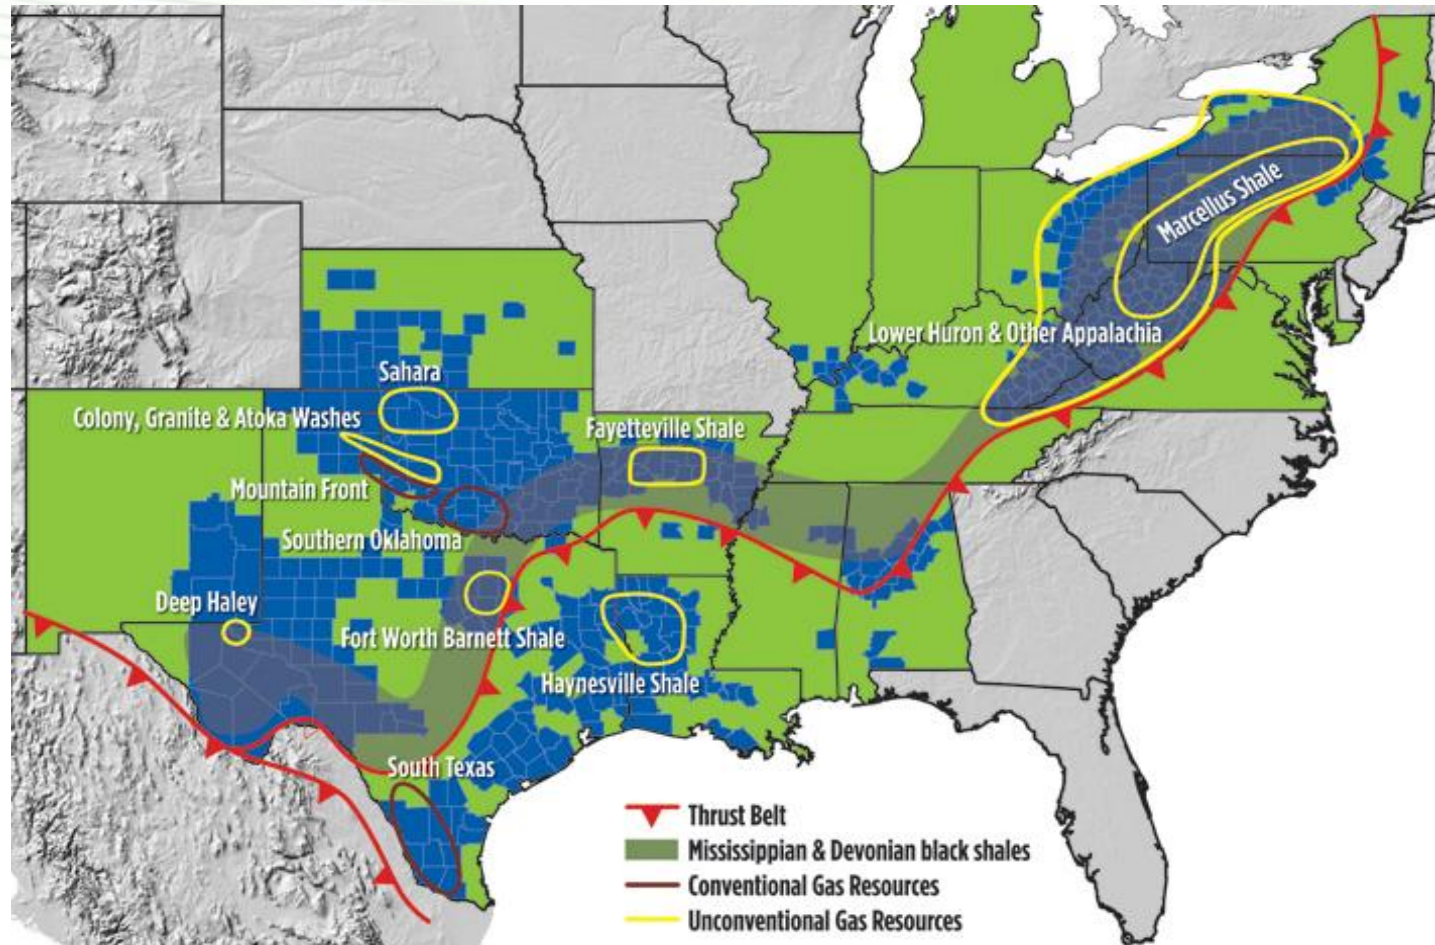 Marcellus Shale
Lower Huron & Other Appalachia
Sahara
Colony, Granite & Atoka Washes
Fayetteville Shale
Mountain Front
Southern Oklahoma
Deep Haley
Fort Worth Barnett Shale
Haynesville Shale
South Texas
Thrust Belt
Mississippian & Devonian black shales
Conventional Gas Resources
Unconventional Gas Resources